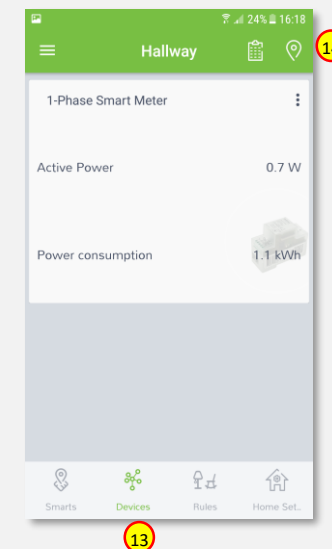 24% 16:18
Hallway
14
1-Phase Smart Meter
Active Power 0.7 W
Power consumption 1.1 kWh
Smarts Devices Rules Home Set..
13